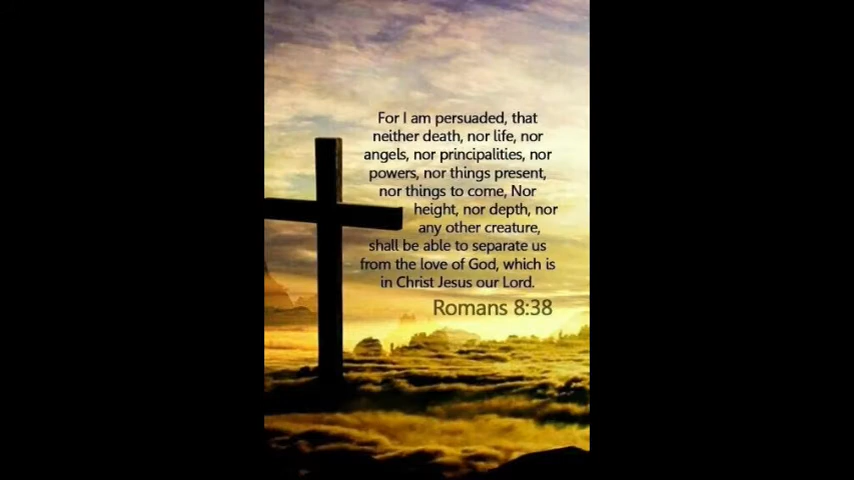 For I am persuaded, that
neither death, nor life, nor
angels, nor principalities, nor
powers, nor things present,
nor things to come, Nor
height, nor depth, nor
any other creature,
shall be able to separate us
from the love of God, which is
in Christ Jesus our Lord.
Romans 8:38